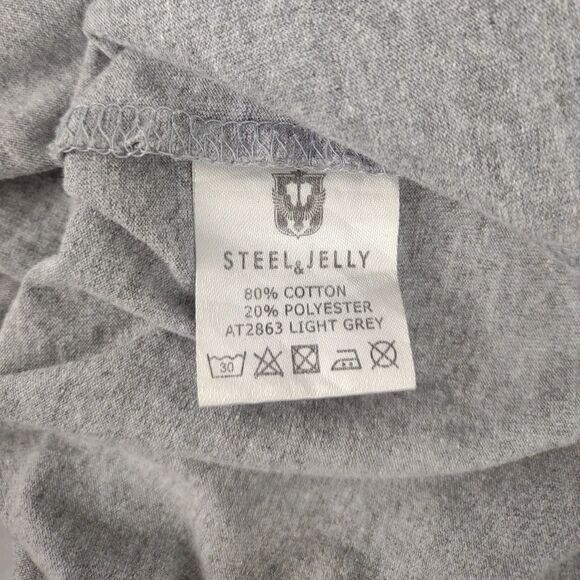 STEEL & JELLY
80% COTTON
20% POLYESTER
AT2863 LIGHT GREY
30